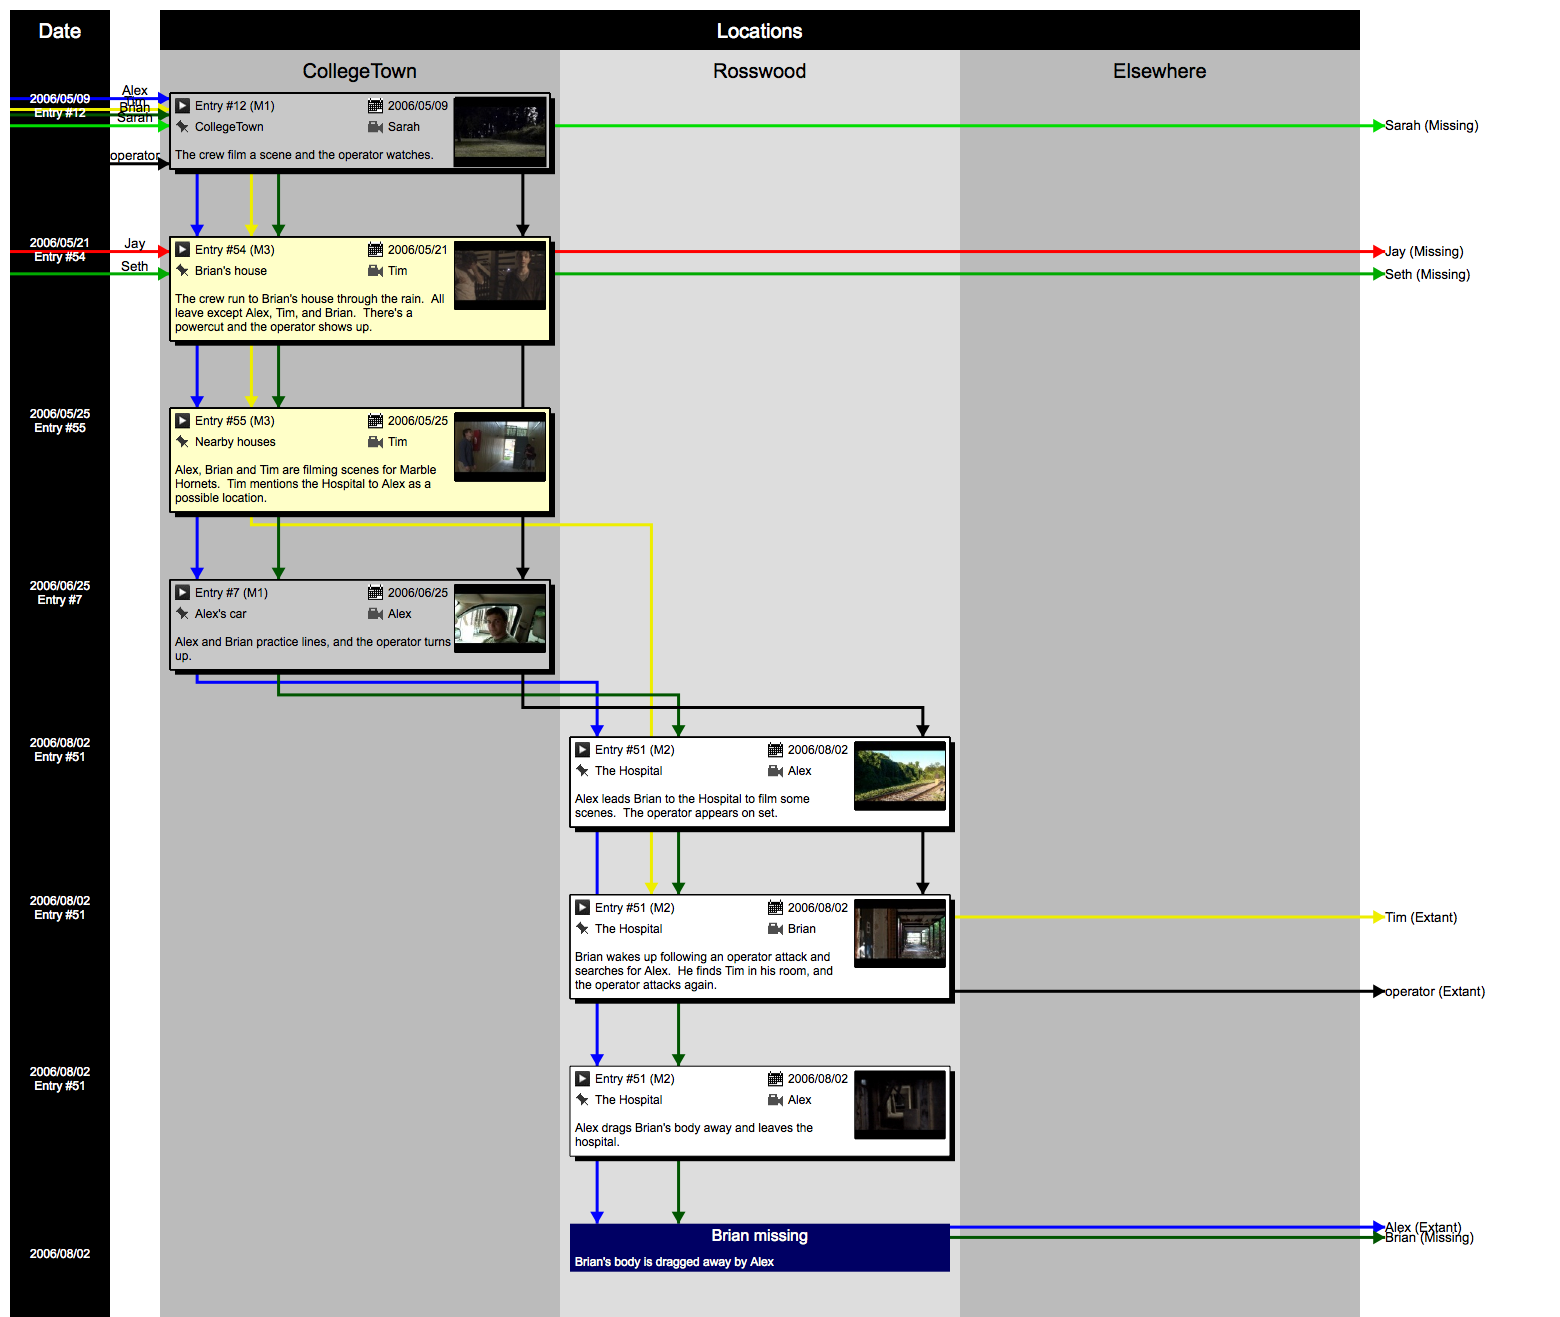 Date
Locations
CollegeTown
Rosswood
Elsewhere
2006/05/09
Entry #12
Alex
Tim
Brian
Sarah
operator
Entry #12 (M1)
2006/05/09
CollegeTown
Sarah
The crew film a scene and the operator watches.
Sarah (Missing)
2006/05/21
Entry #54
Jay
Seth
Entry #54 (M3)
2006/05/21
Brian's house
Tim
The crew run to Brian's house through the rain.  All
leave except Alex, Tim, and Brian.  There's a
powercut and the operator shows up.
Jay (Missing)
Seth (Missing)
2006/05/25
Entry #55
Entry #55 (M3)
2006/05/25
Nearby houses
Tim
Alex, Brian and Tim are filming scenes for Marble
Hornets.  Tim mentions the Hospital to Alex as a
possible location.
2006/06/25
Entry #7
Entry #7 (M1)
2006/06/25
Alex's car
Alex
Alex and Brian practice lines, and the operator turns
up.
2006/08/02
Entry #51
Entry #51 (M2)
2006/08/02
The Hospital
Alex
Alex leads Brian to the Hospital to film some
scenes.  The operator appears on set.
2006/08/02
Entry #51
Entry #51 (M2)
2006/08/02
The Hospital
Brian
Brian wakes up following an operator attack and
searches for Alex.  He finds Tim in his room, and
the operator attacks again.
Tim (Extant)
operator (Extant)
2006/08/02
Entry #51
Entry #51 (M2)
2006/08/02
The Hospital
Alex
Alex drags Brian's body away and leaves the
hospital.
2006/08/02
Brian missing
Brian's body is dragged away by Alex
Alex (Extant)
Brian (Missing)